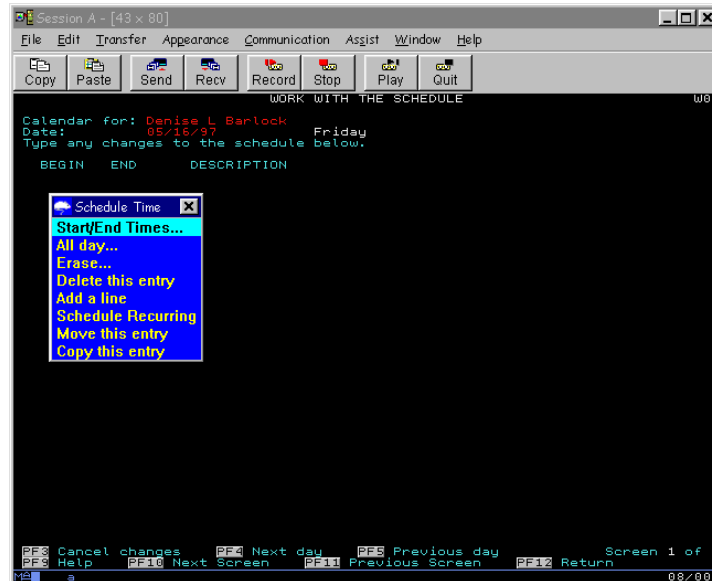 Session A - [43 x 80]
File Edit Transfer Appearance Communication Assist Window Help
Copy Paste Send Recv Record Stop Play Quit
WORK WITH THE SCHEDULE W0
Calendar for: Denise L Barlock
Date: 05/16/97 Friday
Type any changes to the schedule below.
BEGIN END DESCRIPTION
Schedule Time
Start/End Times...
All day...
Erase...
Delete this entry
Add a line
Schedule Recurring
Move this entry
Copy this entry
PF3 Cancel changes PF4 Next day PF5 Previous day Screen 1 of
PF9 Help PF10 Next Screen PF11 Previous Screen PF12 Return
MA a 08/00